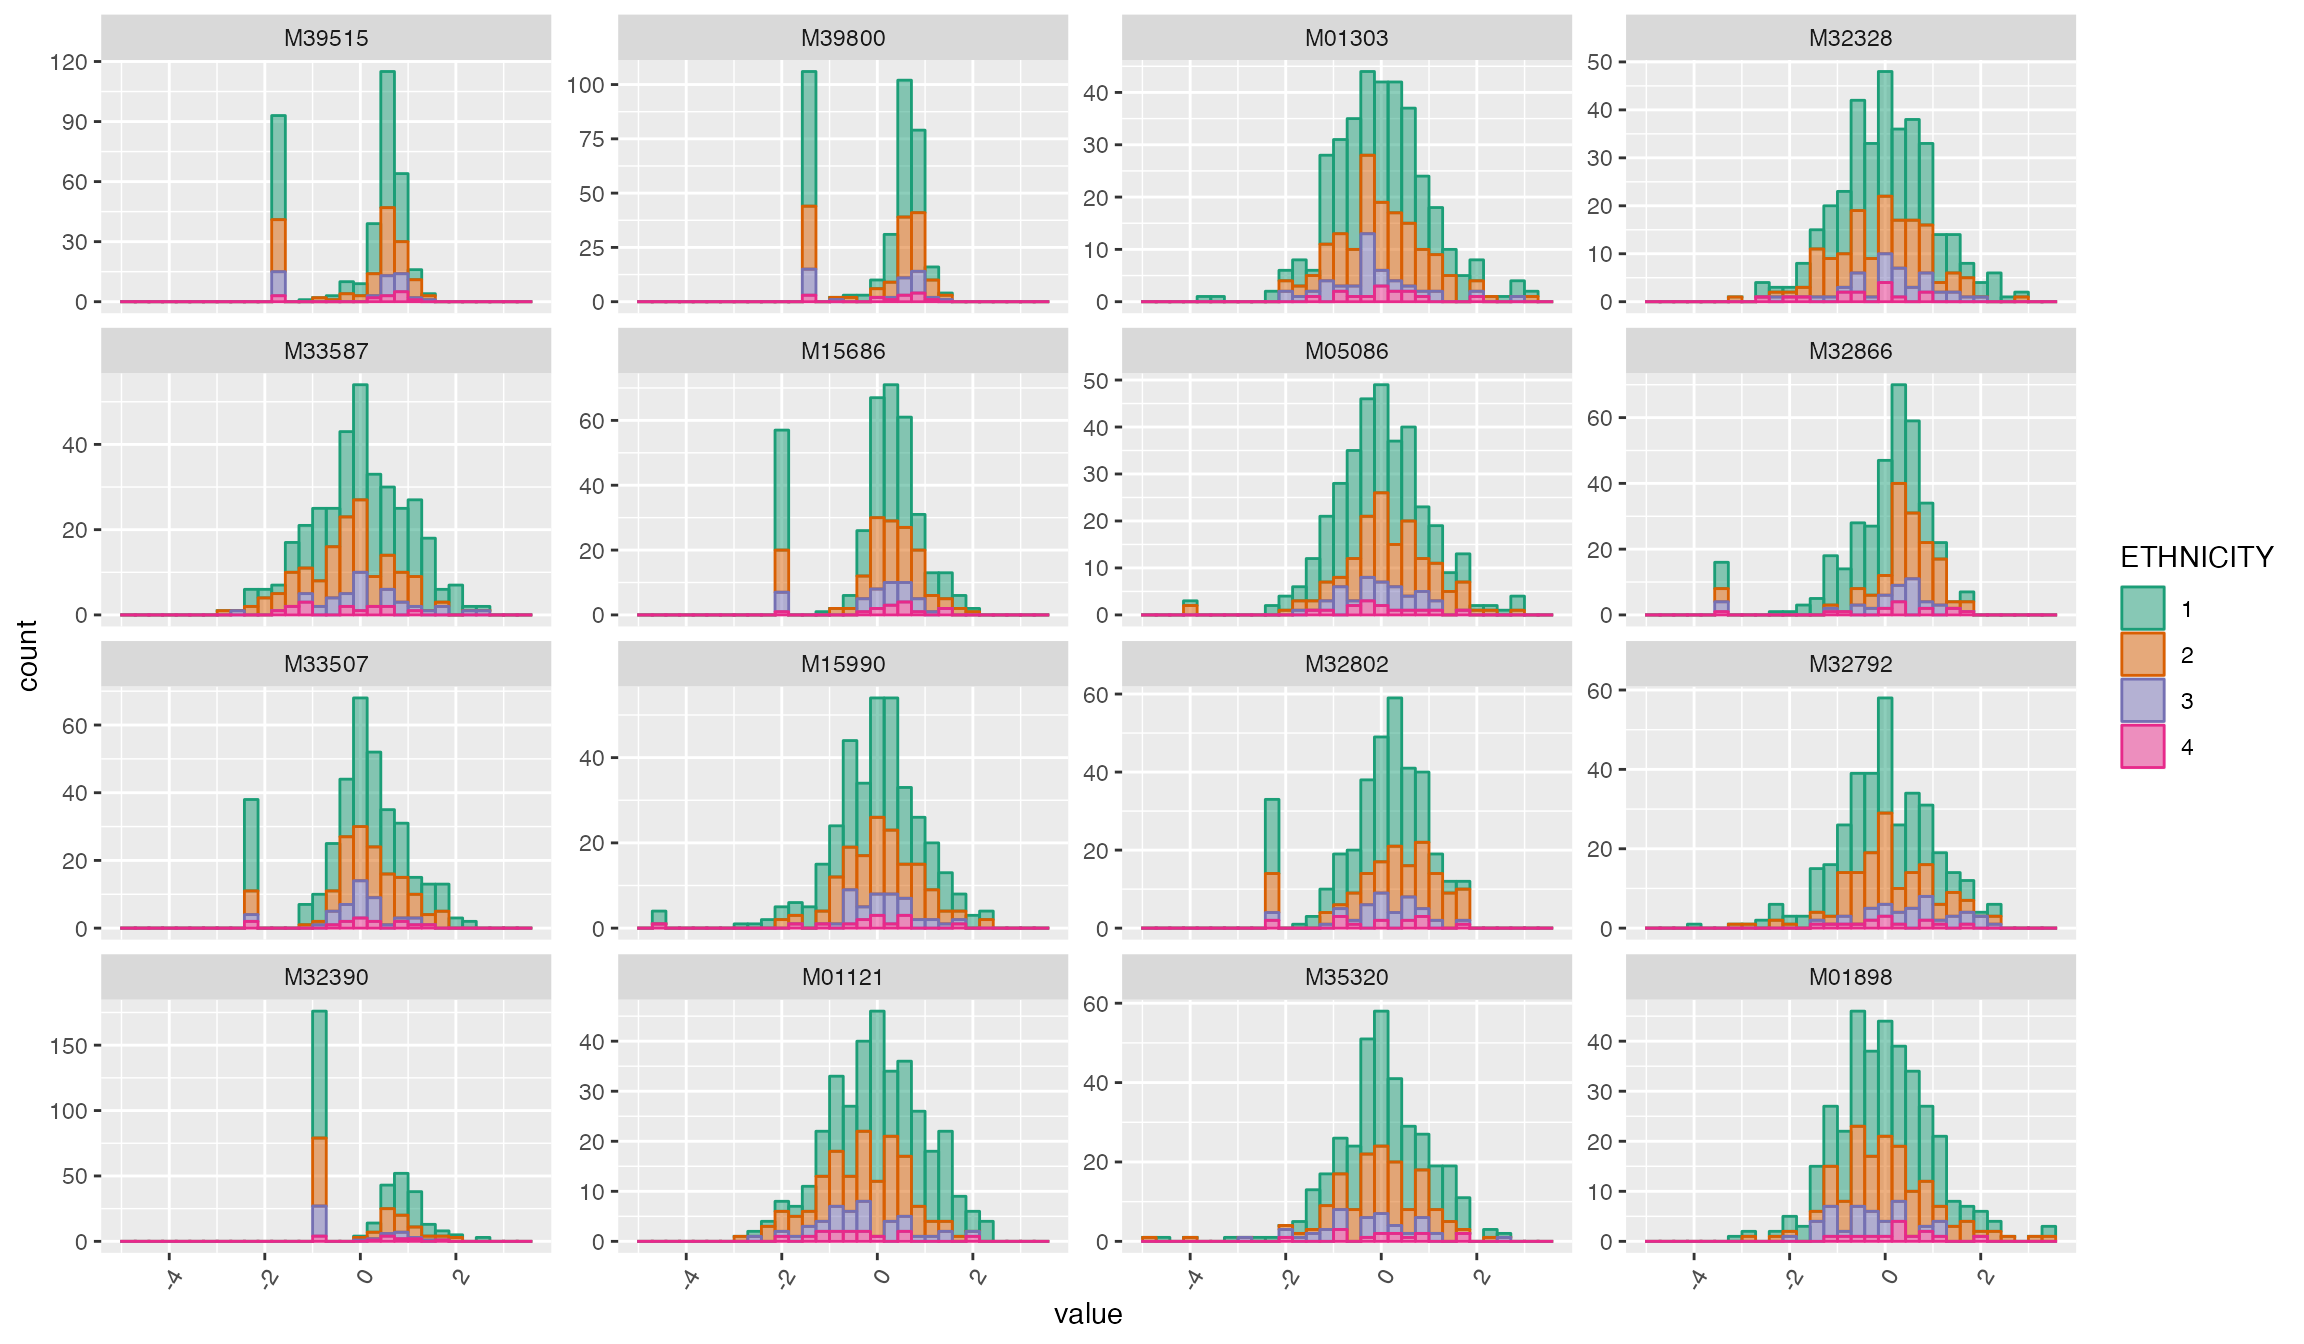 M39515 M39800 M01303 M32328
120 90 60 30 0
100 75 50 25 0
40 30 20 10 0
50 40 30 20 10 0
M33587 M15686 M05086 M32866
40 20 0
60 40 20 0
50 40 30 20 10 0
60 40 20 0
M33507 M15990 M32802 M32792
60 40 20 0
40 20 0
60 40 20 0
60 40 20 0
M32390 M01121 M35320 M01898
150 100 50 0
40 30 20 10 0
60 40 20 0
40 30 20 10 0
-4 -2 0 2 -4 -2 0 2 -4 -2 0 2 -4 -2 0 2
value
count
ETHNICITY
1
2
3
4